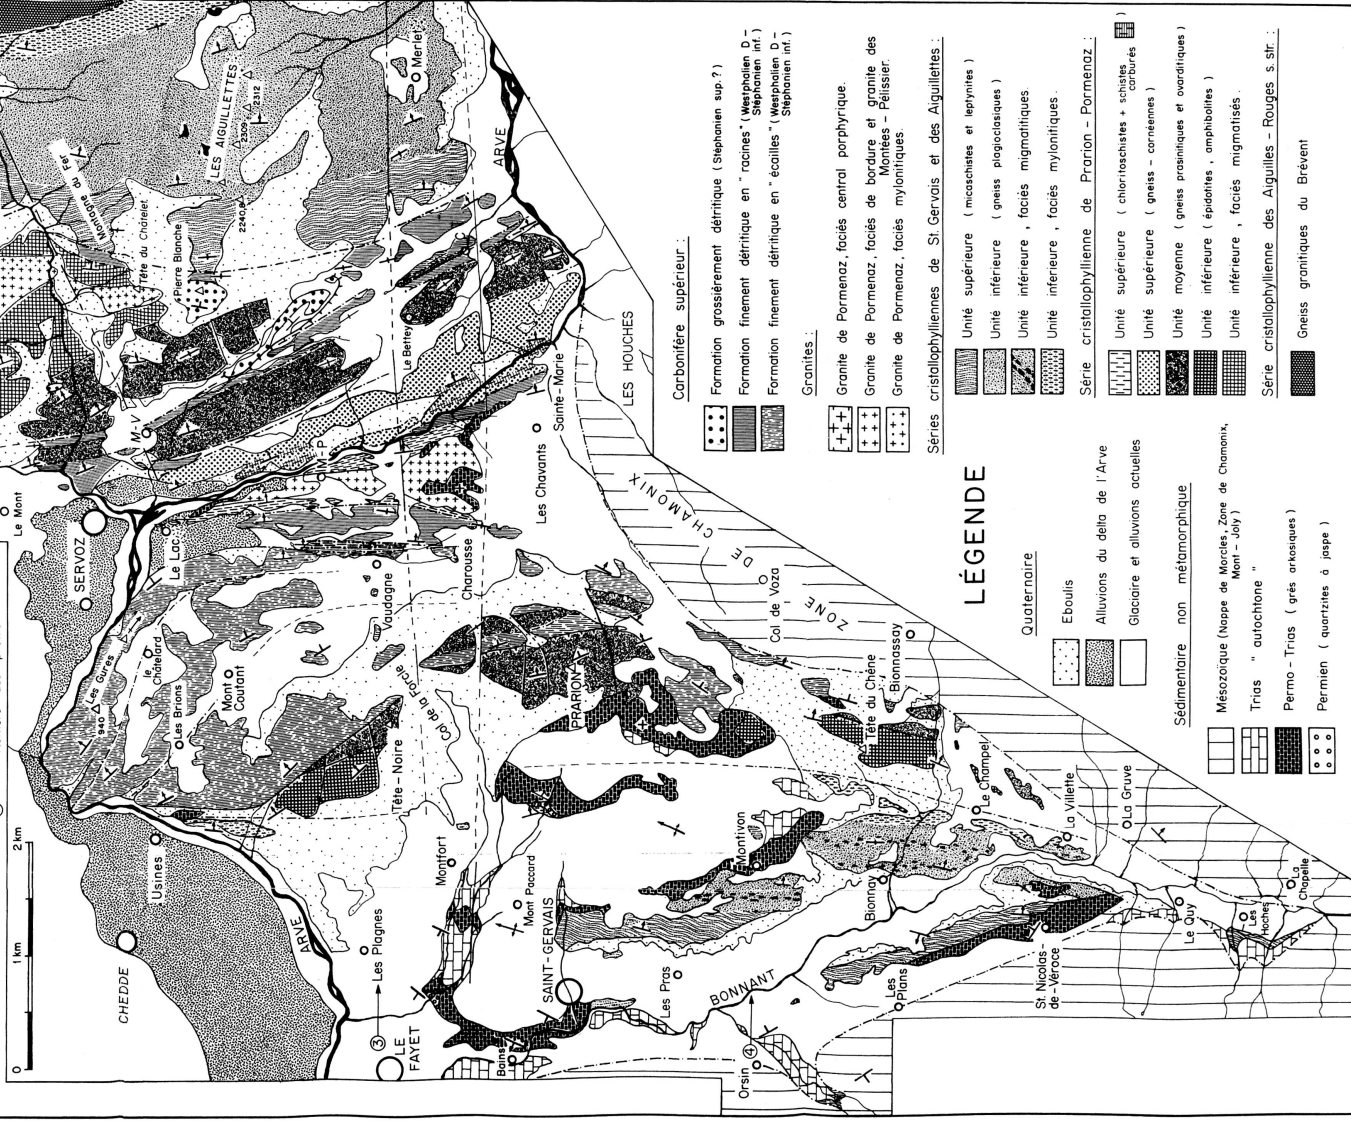 LÉGENDE
Quaternaire
Eboulis
Alluvions du delta de l'Arve
Glaciaire et alluvions actuelles
Sédimentaire non métamorphique
Mésozoïque (Nappe de Morcles, Zone de Chamonix,
Mont - Joly)
Trias " autochtone "
Permo - Trias ( grès arkosiques )
Permien ( quartzites à jaspe )
Carbonifère supérieur :
Formation grossièrement détritique ( Stéphanien sup. ? )
Formation finement détritique en " racines " ( Westphalien D -
Stéphanien inf. )
Formation finement détritique en " écailles " ( Westphalien D -
Stéphanien inf. )
Granites :
Granite de Pormenaz, faciès central porphyrique.
Granite de Pormenaz, faciès de bordure et granite des
Montées - Pélissier.
Granite de Pormenaz, faciès mylonitiques.
Séries cristallophylliennes de St. Gervais et des Aiguillettes :
Unité supérieure ( micaschistes et leptynites )
Unité inférieure ( gneiss plagioclasiques )
Unité inférieure , faciès migmatitiques.
Unité inférieure , faciès mylonitiques .
Série cristallophyllienne de Prarion - Pormenaz :
Unité supérieure ( chloritoschistes + schistes
carburés )
Unité supérieure ( gneiss - cornéennes )
Unité moyenne ( gneiss prasinitiques et ovarditiques )
Unité inférieure ( épidotites , amphibolites )
Unité inférieure , faciès migmatisés .
Série cristallophyllienne des Aiguilles - Rouges s. str. :
Gneiss granitiques du Brévent
0
1 km
2 km
CHEDDE
Usines
ARVE
LE
FAYET
3
Les Plagnes
Bains
SAINT-GERVAIS
Mont Paccard
Montfort
Les Pras
BONNANT
Orsin
4
Les
Plans
St. Nicolas-
de-Véroce
Bionnay
Montivon
Le Quy
Les
Hoches
La
Chapelle
La Gruve
La Villette
Le Champel
Bionnassay
Tête du Chêne
Col de Voza
ZONE
DE
CHAMONIX
PRARION
Col de la Forclaz
Tête-Noire
Mont
Coutant
Les Brions
le
Châtelard
940
Les Gures
SERVOZ
Le Mont
Le Lac
Vaudagne
Charousse
Les Chavants
Sainte-Marie
LES HOUCHES
M-P
M-V
Le Bettey
ARVE
Merlet
LES AIGUILLETTES
2309
2312
2240
Pierre Blanche
Tête du Châtelet
Montagne du Fer